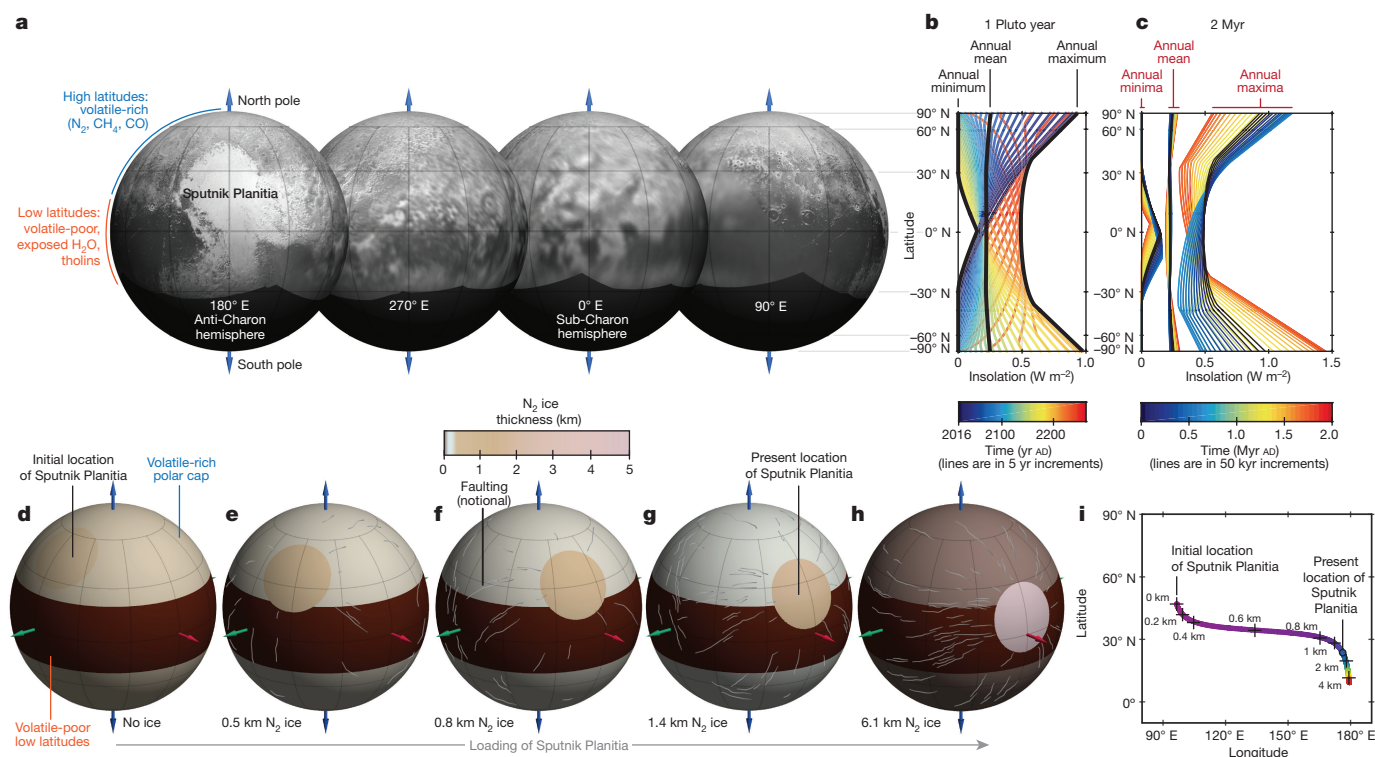 a
High latitudes:
volatile-rich
(N2, CH4, CO)
North pole
Sputnik Planitia
Low latitudes:
volatile-poor,
exposed H2O,
tholins
180° E
Anti-Charon
hemisphere
270° E
0° E
Sub-Charon
hemisphere
90° E
South pole
b
1 Pluto year
Annual
mean
Annual
minimum
Annual
maximum
90° N
60° N
30° N
0° N
−30° N
−60° N
−90° N
Latitude
0
0.5
1.0
Insolation (W m−2)
2016
2100
2200
Time (yr AD)
(lines are in 5 yr increments)
c
2 Myr
Annual
mean
Annual
minima
Annual
maxima
90° N
60° N
30° N
0° N
−30° N
−60° N
−90° N
0
0.5
1.0
1.5
Insolation (W m−2)
0
0.5
1.0
1.5
2.0
Time (Myr AD)
(lines are in 50 kyr increments)
N2 ice
thickness (km)
0
1
2
3
4
5
d
Initial location
of Sputnik Planitia
Volatile-rich
polar cap
Volatile-poor
low latitudes
No ice
e
0.5 km N2 ice
f
Faulting
(notional)
0.8 km N2 ice
g
Present location of
Sputnik Planitia
1.4 km N2 ice
h
6.1 km N2 ice
Loading of Sputnik Planitia
i
90° N
60° N
30° N
0°
Latitude
Initial location
of Sputnik Planitia
Present
location of
Sputnik
Planitia
0 km
0.2 km
0.4 km
0.6 km
0.8 km
1 km
2 km
4 km
90° E
120° E
150° E
180° E
Longitude